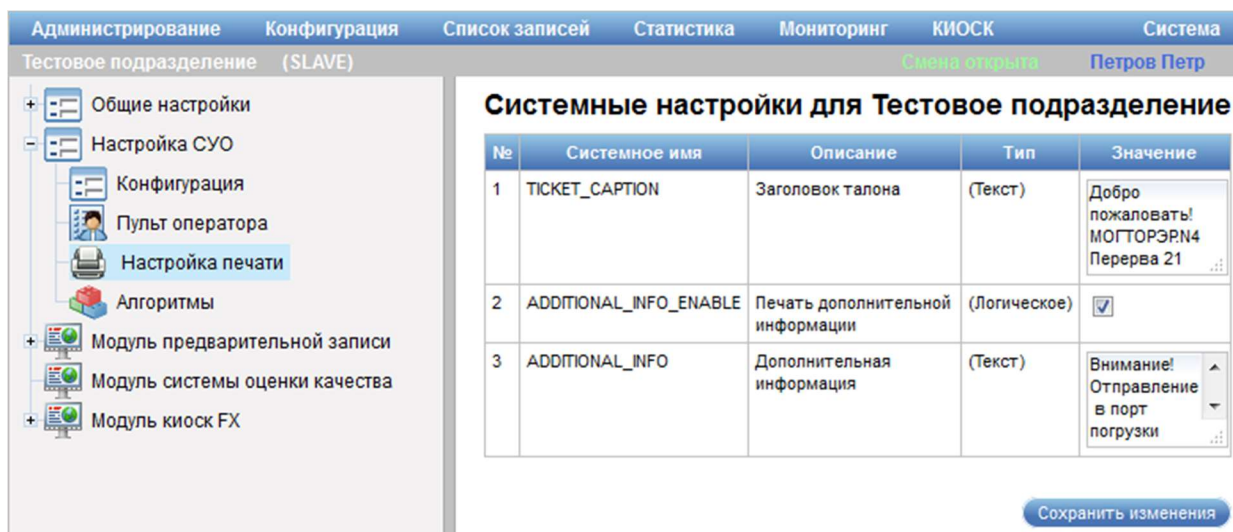 Администрирование Конфигурация Список записей Статистика Мониторинг КИОСК Система
Тестовое подразделение (SLAVE) Смена открыта Петров Петр
Общие настройки
Настройка СУО
Конфигурация
Пульт оператора
Настройка печати
Алгоритмы
Модуль предварительной записи
Модуль системы оценки качества
Модуль киоск FX
Системные настройки для Тестовое подразделение
№ Системное имя Описание Тип Значение
1 TICKET_CAPTION Заголовок талона (Текст) Добро
пожаловать!
МОГТОРЭР.N4
Перерва 21
2 ADDITIONAL_INFO_ENABLE Печать дополнительной (Логическое)
информации
3 ADDITIONAL_INFO Дополнительная (Текст) Внимание!
информация Отправление
в порт
погрузки
Сохранить изменения